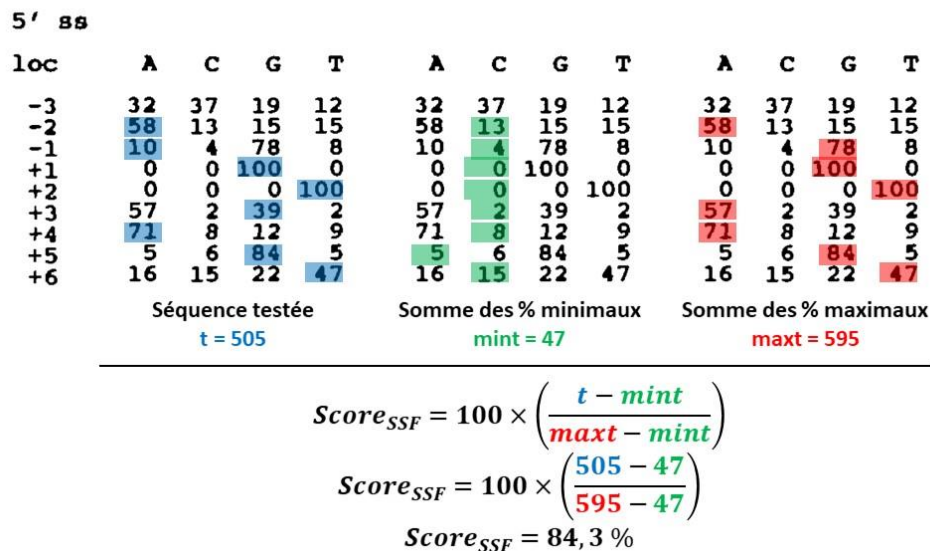 5' ss
loc A C G T A C G T A C G T
-3 32 37 19 12 32 37 19 12 32 37 19 12
-2 58 13 15 15 58 13 15 15 58 13 15 15
-1 10 4 78 8 10 4 78 8 10 4 78 8
+1 0 0 100 0 0 0 100 0 0 0 100 0
+2 0 0 0 100 0 0 0 100 0 0 0 100
+3 57 2 39 2 57 2 39 2 57 2 39 2
+4 71 8 12 9 71 8 12 9 71 8 12 9
+5 5 6 84 5 5 6 84 5 5 6 84 5
+6 16 15 22 47 16 15 22 47 16 15 22 47
Séquence testée Somme des % minimaux Somme des % maximaux
t = 505 mint = 47 maxt = 595
Score_SSF = 100 × ( (t − mint) / (maxt − mint) )
Score_SSF = 100 × ( (505 − 47) / (595 − 47) )
Score_SSF = 84,3 %